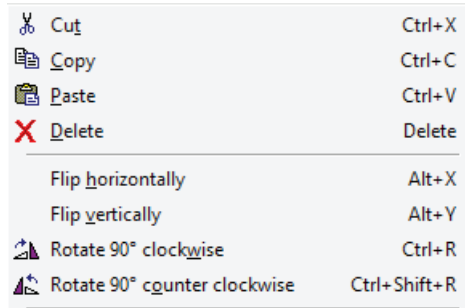 Cut Ctrl+X
Copy Ctrl+C
Paste Ctrl+V
Delete Delete
Flip horizontally Alt+X
Flip vertically Alt+Y
Rotate 90° clockwise Ctrl+R
Rotate 90° counter clockwise Ctrl+Shift+R